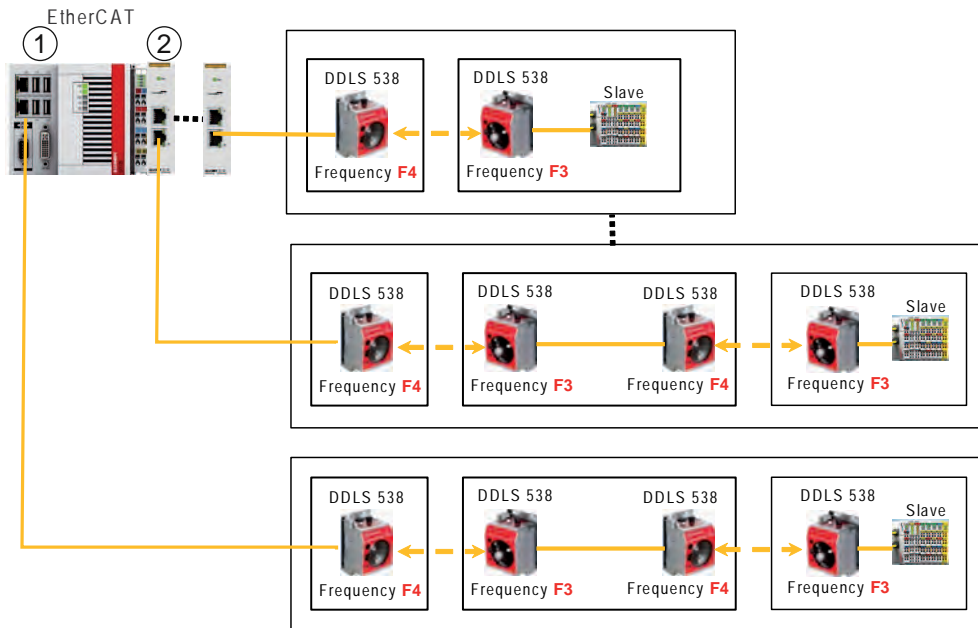 EtherCAT
1
2
DDLS 538
DDLS 538
Slave
Frequency F4
Frequency F3
DDLS 538
DDLS 538
DDLS 538
DDLS 538
Slave
Frequency F4
Frequency F3
Frequency F4
Frequency F3
DDLS 538
DDLS 538
DDLS 538
DDLS 538
Slave
Frequency F4
Frequency F3
Frequency F4
Frequency F3